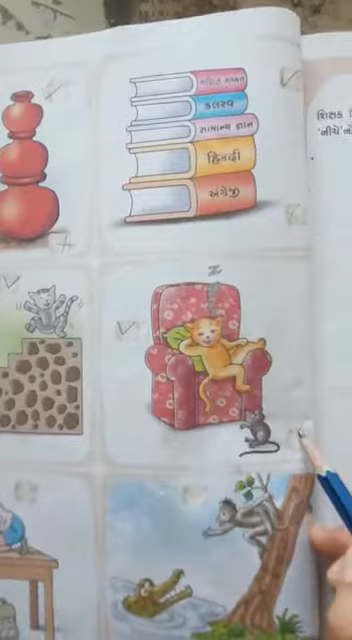 ગણિત ગમ્મત
કલરવ
સામાન્ય જ્ઞાન
હિન્દી
અંગ્રેજી
z
શિક્ષક
'નીચે'નો